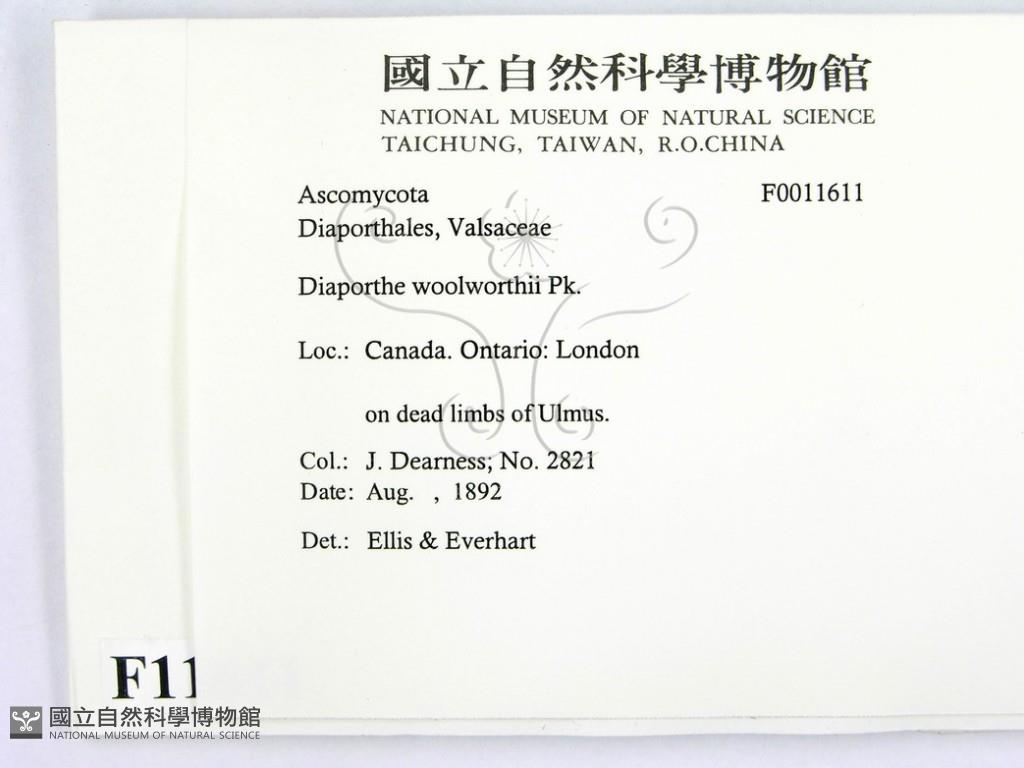 國立自然科學博物館
NATIONAL MUSEUM OF NATURAL SCIENCE
TAICHUNG, TAIWAN, R.O.CHINA
Ascomycota F0011611
Diaporthales, Valsaceae
Diaporthe woolworthii Pk.
Loc.: Canada. Ontario: London
on dead limbs of Ulmus.
Col.: J. Dearness; No. 2821
Date: Aug. , 1892
Det.: Ellis & Everhart
F11
國立自然科學博物館
NATIONAL MUSEUM OF NATURAL SCIENCE